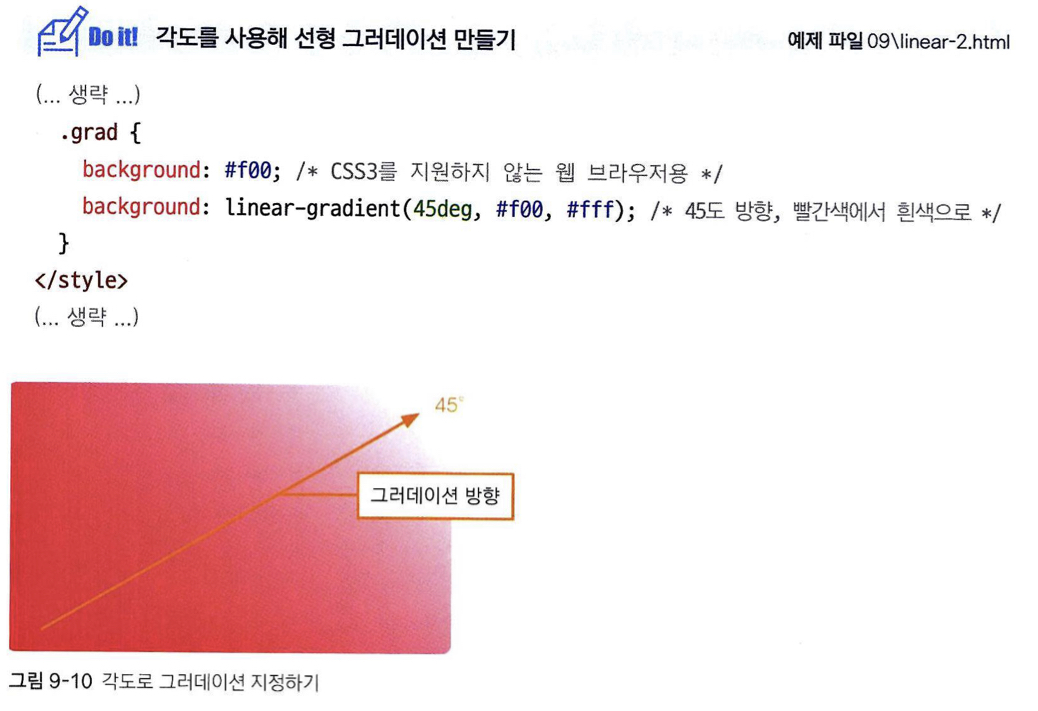 Do it! 각도를 사용해 선형 그러데이션 만들기 예제 파일 09\linear-2.html
(... 생략 ...)
.grad {
background: #f00; /* CSS3를 지원하지 않는 웹 브라우저용 */
background: linear-gradient(45deg, #f00, #fff); /* 45도 방향, 빨간색에서 흰색으로 */
}
</style>
(... 생략 ...)
45°
그러데이션 방향
그림 9-10 각도로 그러데이션 지정하기